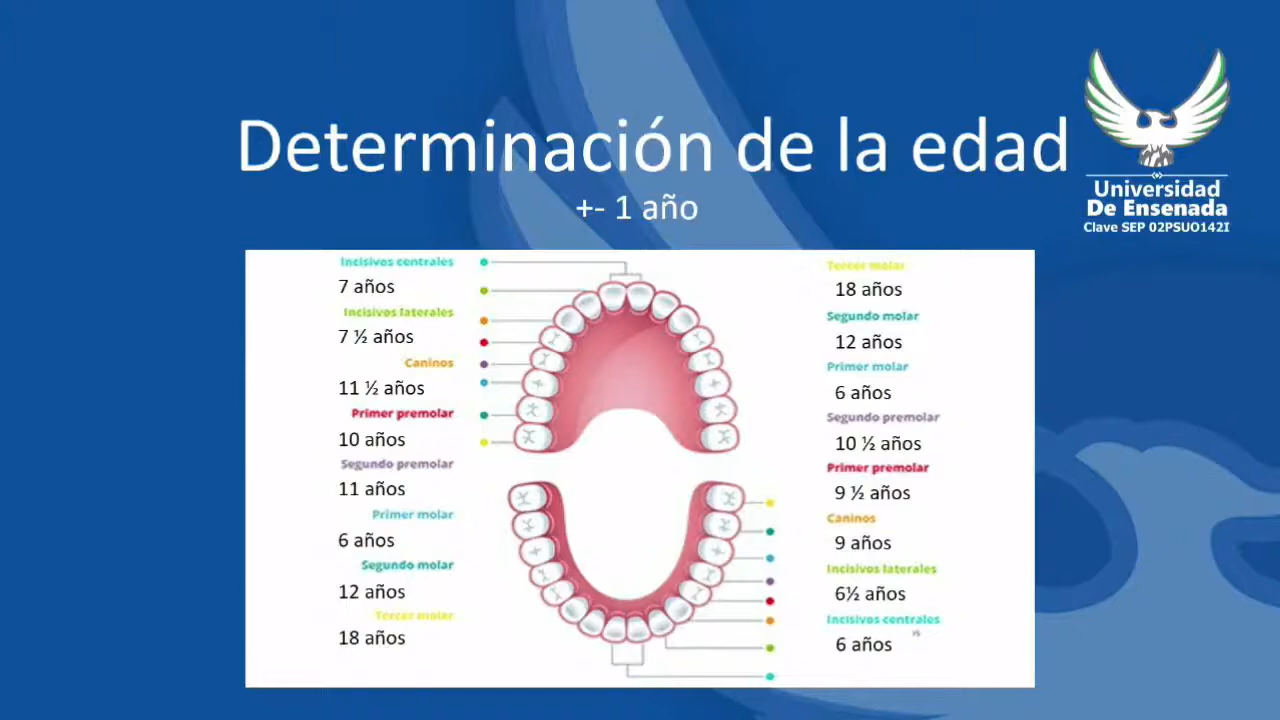 Determinación de la edad
+- 1 año
Universidad
De Ensenada
Clave SEP 02PSUO142I
Incisivos centrales
7 años
Incisivos laterales
7 ½ años
Caninos
11 ½ años
Primer premolar
10 años
Segundo premolar
11 años
Primer molar
6 años
Segundo molar
12 años
Tercer molar
18 años
Tercer molar
18 años
Segundo molar
12 años
Primer molar
6 años
Segundo premolar
10 ½ años
Primer premolar
9 ½ años
Caninos
9 años
Incisivos laterales
6½ años
Incisivos centrales
6 años